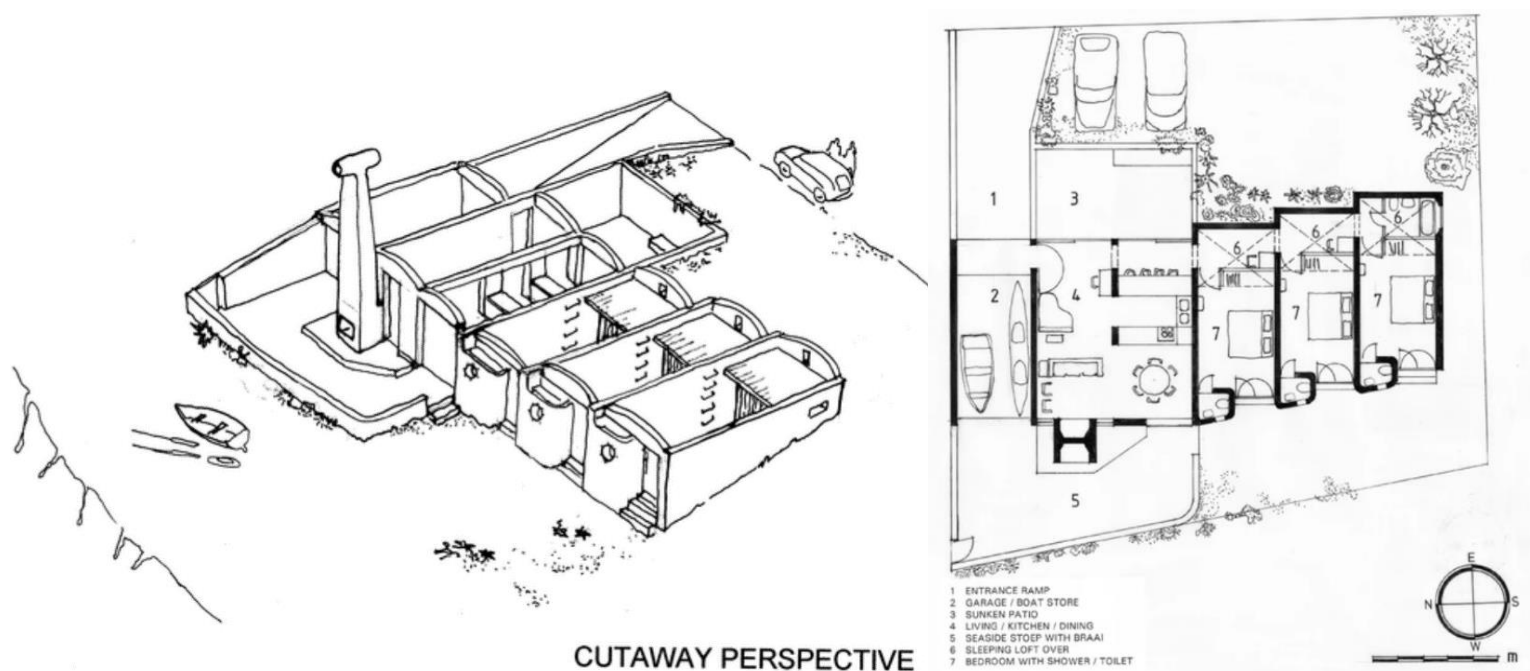 CUTAWAY PERSPECTIVE
1
3
6
6
6
2
4
7
7
7
5
1 ENTRANCE RAMP
2 GARAGE / BOAT STORE
3 SUNKEN PATIO
4 LIVING / KITCHEN / DINING
5 SEASIDE STOEP WITH BRAAI
6 SLEEPING LOFT OVER
7 BEDROOM WITH SHOWER / TOILET
E
N
S
W
m